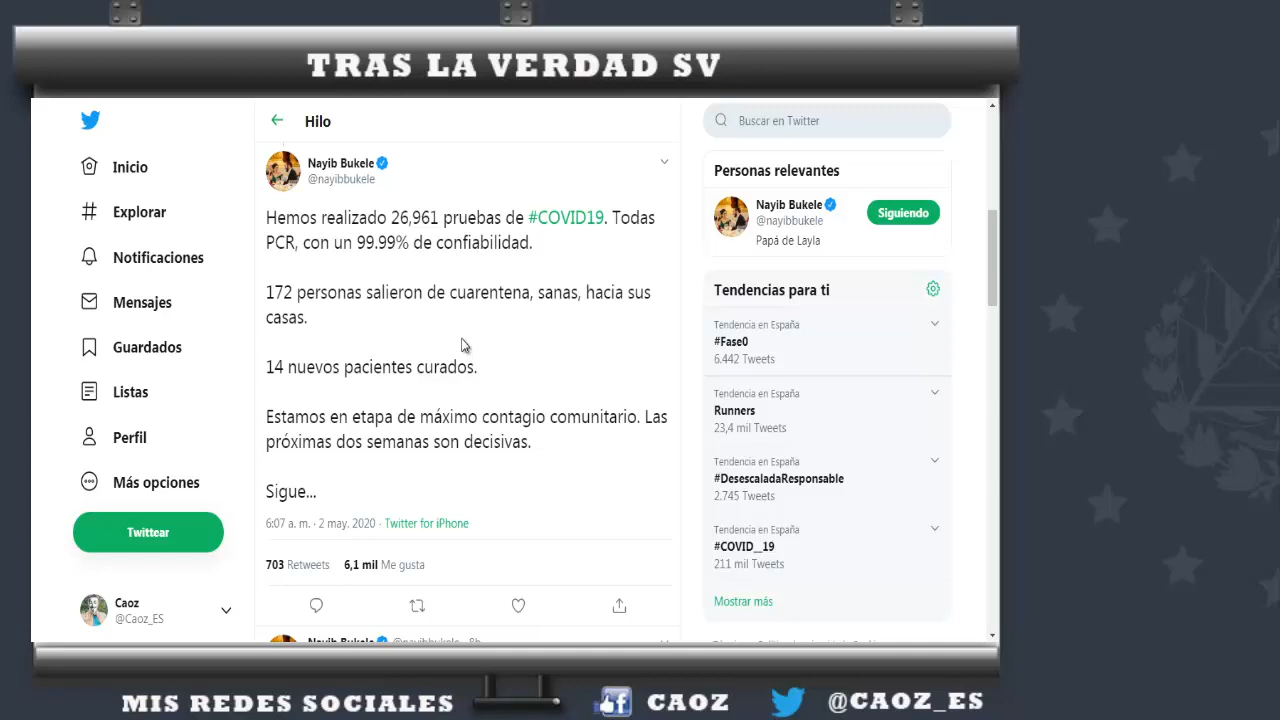 TRAS LA VERDAD SV
Inicio
Explorar
Notificaciones
Mensajes
Guardados
Listas
Perfil
Más opciones
Twittear
Caoz
@Caoz_ES
Hilo
Nayib Bukele
@nayibbukele
Hemos realizado 26,961 pruebas de #COVID19. Todas
PCR, con un 99.99% de confiabilidad.
172 personas salieron de cuarentena, sanas, hacia sus
casas.
14 nuevos pacientes curados.
Estamos en etapa de máximo contagio comunitario. Las
próximas dos semanas son decisivas.
Sigue...
6:07 a. m. · 2 may. 2020 · Twitter for iPhone
703 Retweets 6,1 mil Me gusta
Nayib Bukele @nayibbukele · 8h
Buscar en Twitter
Personas relevantes
Nayib Bukele
@nayibbukele
Siguiendo
Papá de Layla
Tendencias para ti
Tendencia en España
#Fase0
6.442 Tweets
Tendencia en España
Runners
23,4 mil Tweets
Tendencia en España
#DesescaladaResponsable
2.745 Tweets
Tendencia en España
#COVID__19
211 mil Tweets
Mostrar más
MIS REDES SOCIALES CAOZ @CAOZ_ES